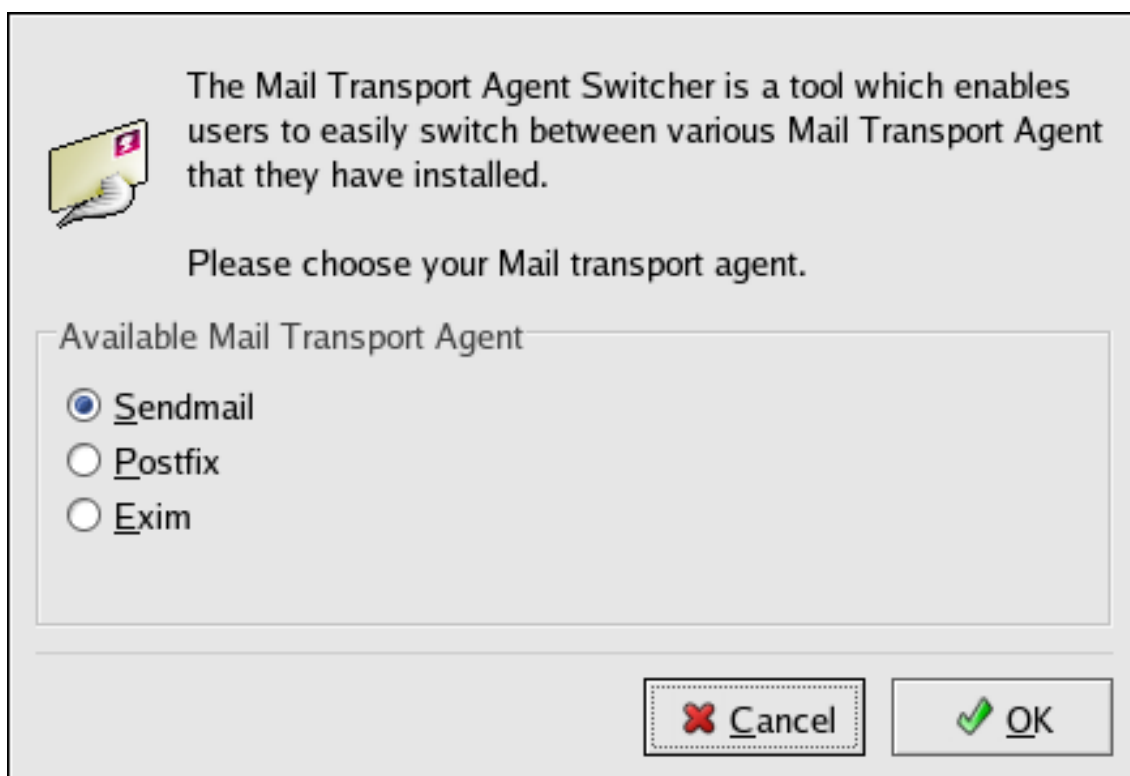 The Mail Transport Agent Switcher is a tool which enables
users to easily switch between various Mail Transport Agent
that they have installed.
Please choose your Mail transport agent.
Available Mail Transport Agent
Sendmail
Postfix
Exim
Cancel
OK